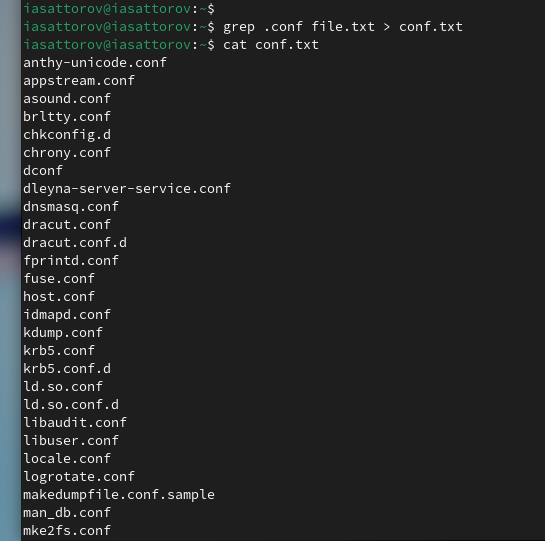 iasattorov@iasattorov:~$
iasattorov@iasattorov:~$ grep .conf file.txt > conf.txt
iasattorov@iasattorov:~$ cat conf.txt
anthy-unicode.conf
appstream.conf
asound.conf
brltty.conf
chkconfig.d
chrony.conf
dconf
dleyna-server-service.conf
dnsmasq.conf
dracut.conf
dracut.conf.d
fprintd.conf
fuse.conf
host.conf
idmapd.conf
kdump.conf
krb5.conf
krb5.conf.d
ld.so.conf
ld.so.conf.d
libaudit.conf
libuser.conf
locale.conf
logrotate.conf
makedumpfile.conf.sample
man_db.conf
mke2fs.conf